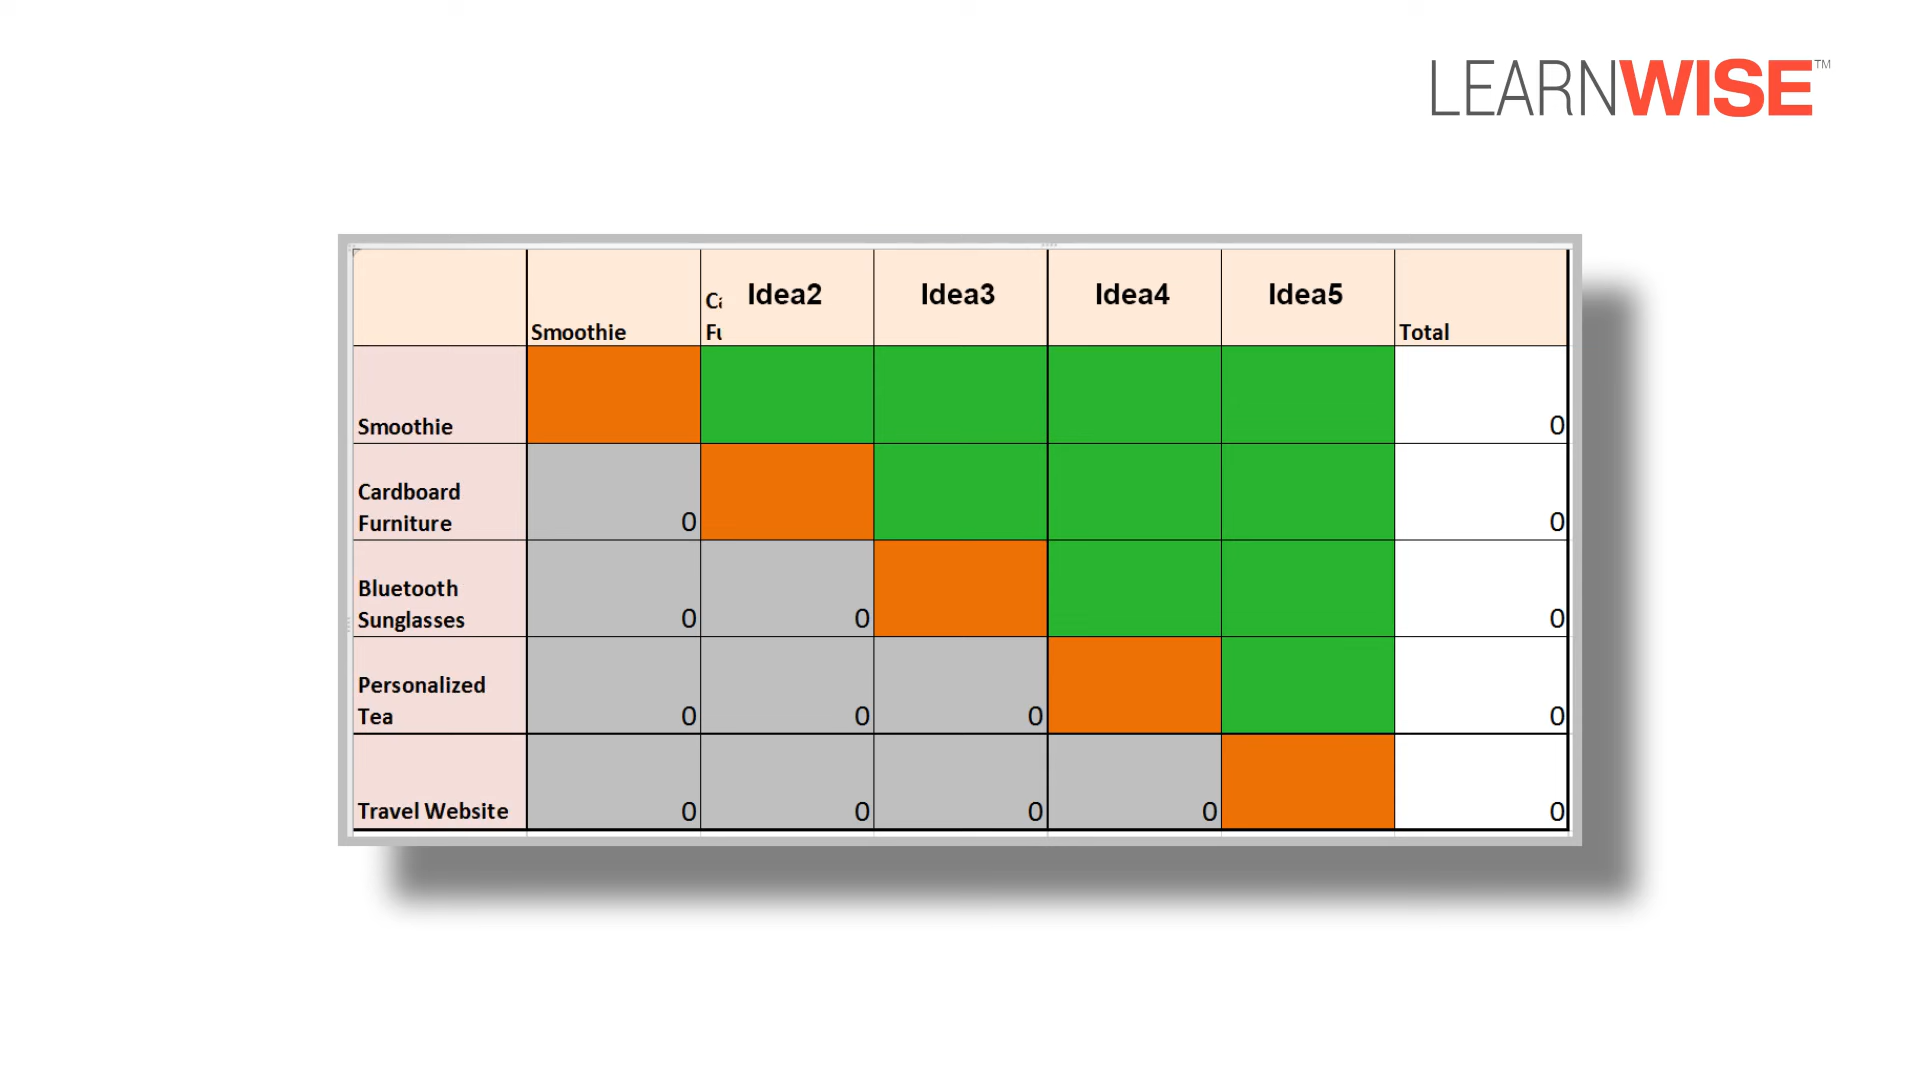 LEARNWISE™
Idea2 Idea3 Idea4 Idea5
Smoothie Total
Smoothie 0
Cardboard
Furniture 0 0
Bluetooth
Sunglasses 0 0 0
Personalized
Tea 0 0 0 0
Travel Website 0 0 0 0 0